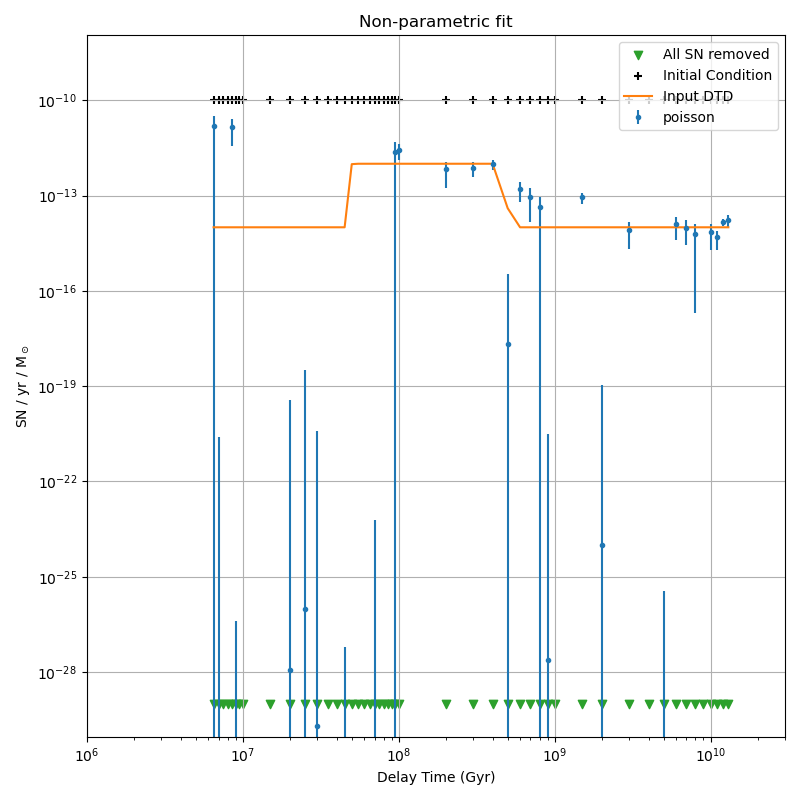 Non-parametric fit
All SN removed
Initial Condition
Input DTD
poisson
10⁻¹⁰
10⁻¹³
10⁻¹⁶
10⁻¹⁹
10⁻²²
10⁻²⁵
10⁻²⁸
SN / yr / M⊙
10⁶ 10⁷ 10⁸ 10⁹ 10¹⁰
Delay Time (Gyr)